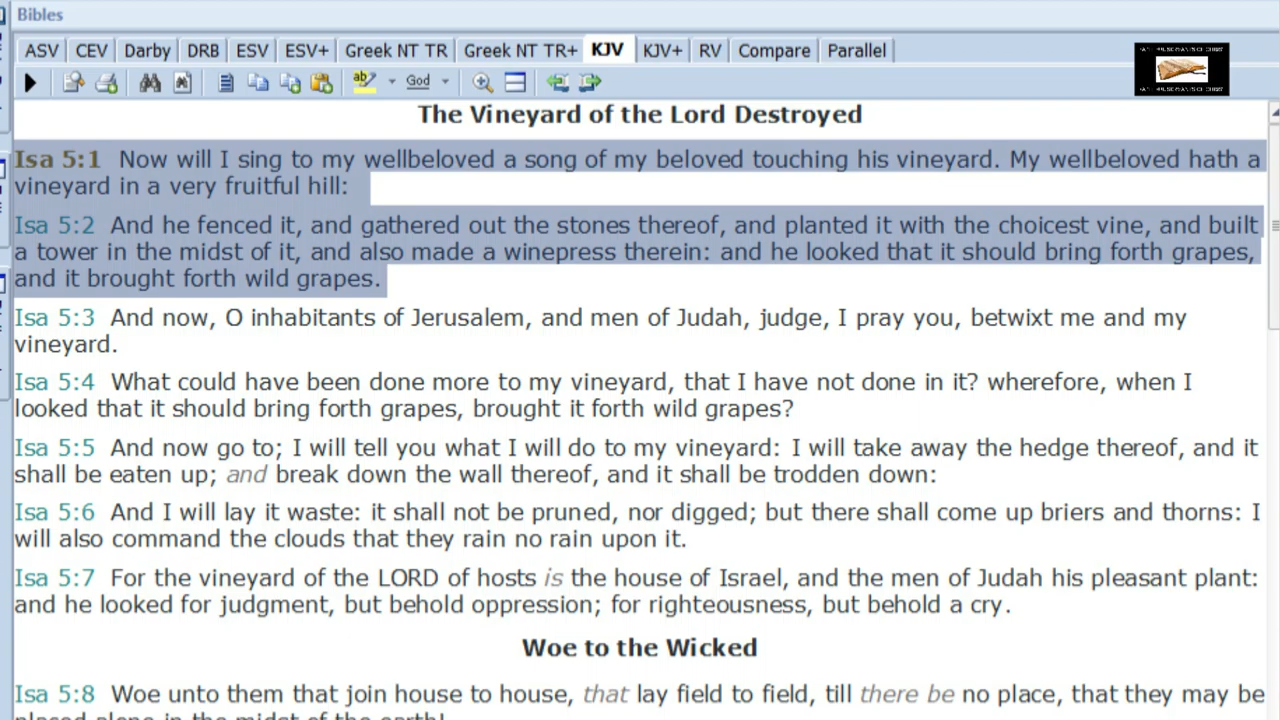 Bibles
ASV CEV Darby DRB ESV ESV+ Greek NT TR Greek NT TR+ KJV KJV+ RV Compare Parallel
ab God
The Vineyard of the Lord Destroyed
Isa 5:1 Now will I sing to my wellbeloved a song of my beloved touching his vineyard. My wellbeloved hath a
vineyard in a very fruitful hill:
Isa 5:2 And he fenced it, and gathered out the stones thereof, and planted it with the choicest vine, and built
a tower in the midst of it, and also made a winepress therein: and he looked that it should bring forth grapes,
and it brought forth wild grapes.
Isa 5:3 And now, O inhabitants of Jerusalem, and men of Judah, judge, I pray you, betwixt me and my
vineyard.
Isa 5:4 What could have been done more to my vineyard, that I have not done in it? wherefore, when I
looked that it should bring forth grapes, brought it forth wild grapes?
Isa 5:5 And now go to; I will tell you what I will do to my vineyard: I will take away the hedge thereof, and it
shall be eaten up; and break down the wall thereof, and it shall be trodden down:
Isa 5:6 And I will lay it waste: it shall not be pruned, nor digged; but there shall come up briers and thorns: I
will also command the clouds that they rain no rain upon it.
Isa 5:7 For the vineyard of the LORD of hosts is the house of Israel, and the men of Judah his pleasant plant:
and he looked for judgment, but behold oppression; for righteousness, but behold a cry.
Woe to the Wicked
Isa 5:8 Woe unto them that join house to house, that lay field to field, till there be no place, that they may be
placed alone in the midst of the earth!